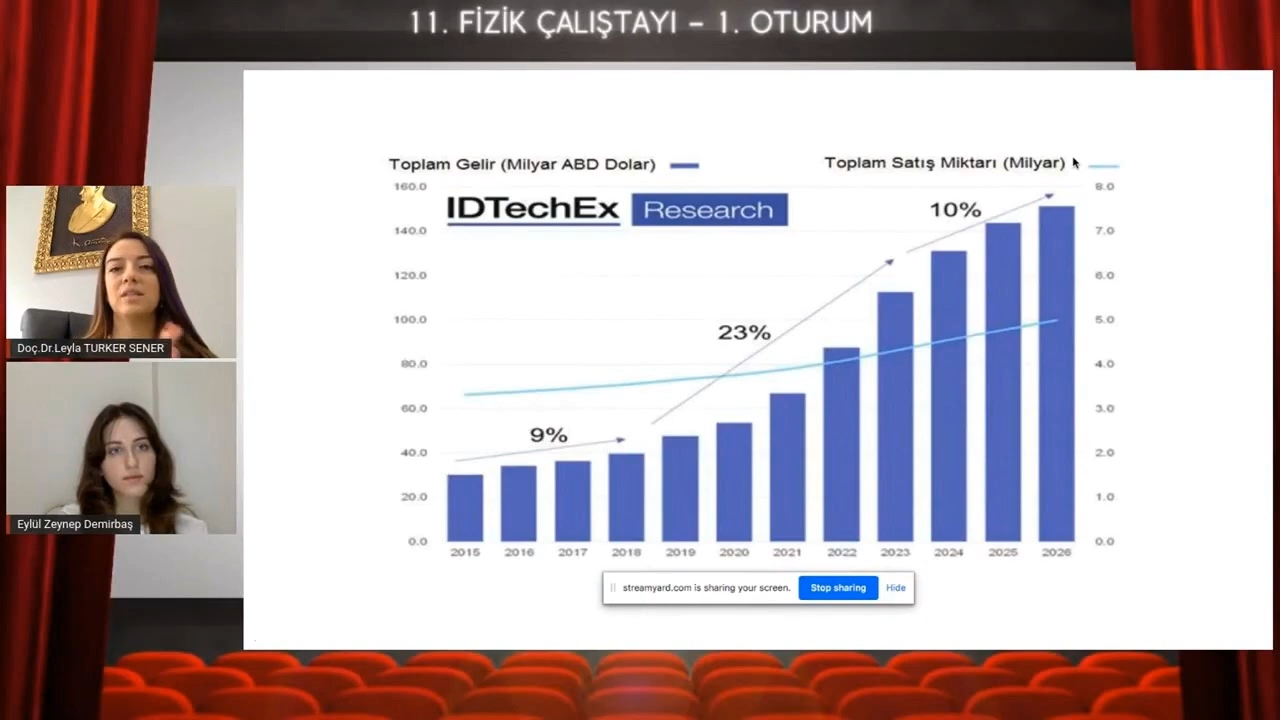 11. FİZİK ÇALIŞTAYI – 1. OTURUM
Toplam Gelir (Milyar ABD Dolar)
Toplam Satış Miktarı (Milyar)
IDTechEx Research
160.0
140.0
120.0
100.0
80.0
60.0
40.0
20.0
0.0
8.0
7.0
6.0
5.0
4.0
3.0
2.0
1.0
0.0
9%
23%
10%
2015 2016 2017 2018 2019 2020 2021 2022 2023 2024 2025 2026
streamyard.com is sharing your screen. Stop sharing Hide
Doç.Dr.Leyla TURKER SENER
Eylül Zeynep Demirbaş